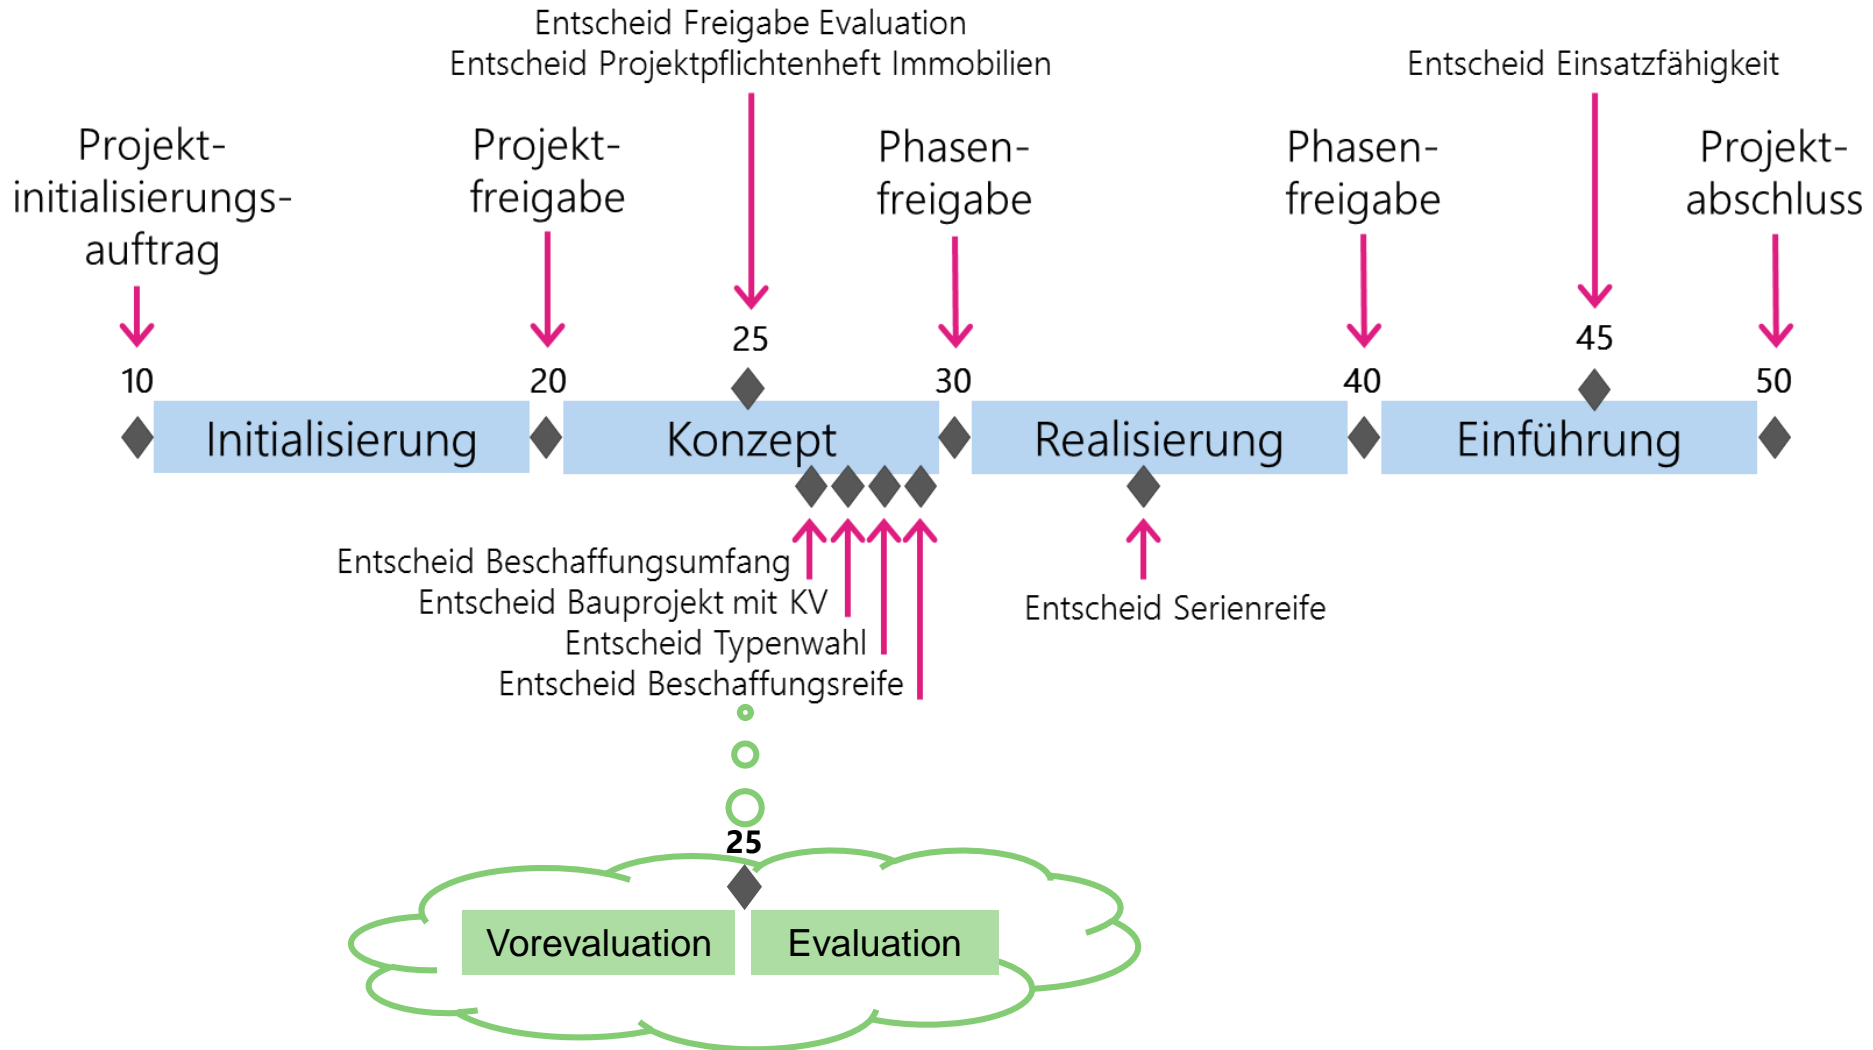 Entscheid Freigabe Evaluation
Entscheid Projektpflichtenheft Immobilien
Entscheid Einsatzfähigkeit
Projekt-
initialisierungs-
auftrag
Projekt-
freigabe
Phasen-
freigabe
Phasen-
freigabe
Projekt-
abschluss
25
45
10
20
30
40
50
Initialisierung
Konzept
Realisierung
Einführung
Entscheid Beschaffungsumfang
Entscheid Bauprojekt mit KV
Entscheid Typenwahl
Entscheid Beschaffungsreife
Entscheid Serienreife
25
Vorevaluation
Evaluation